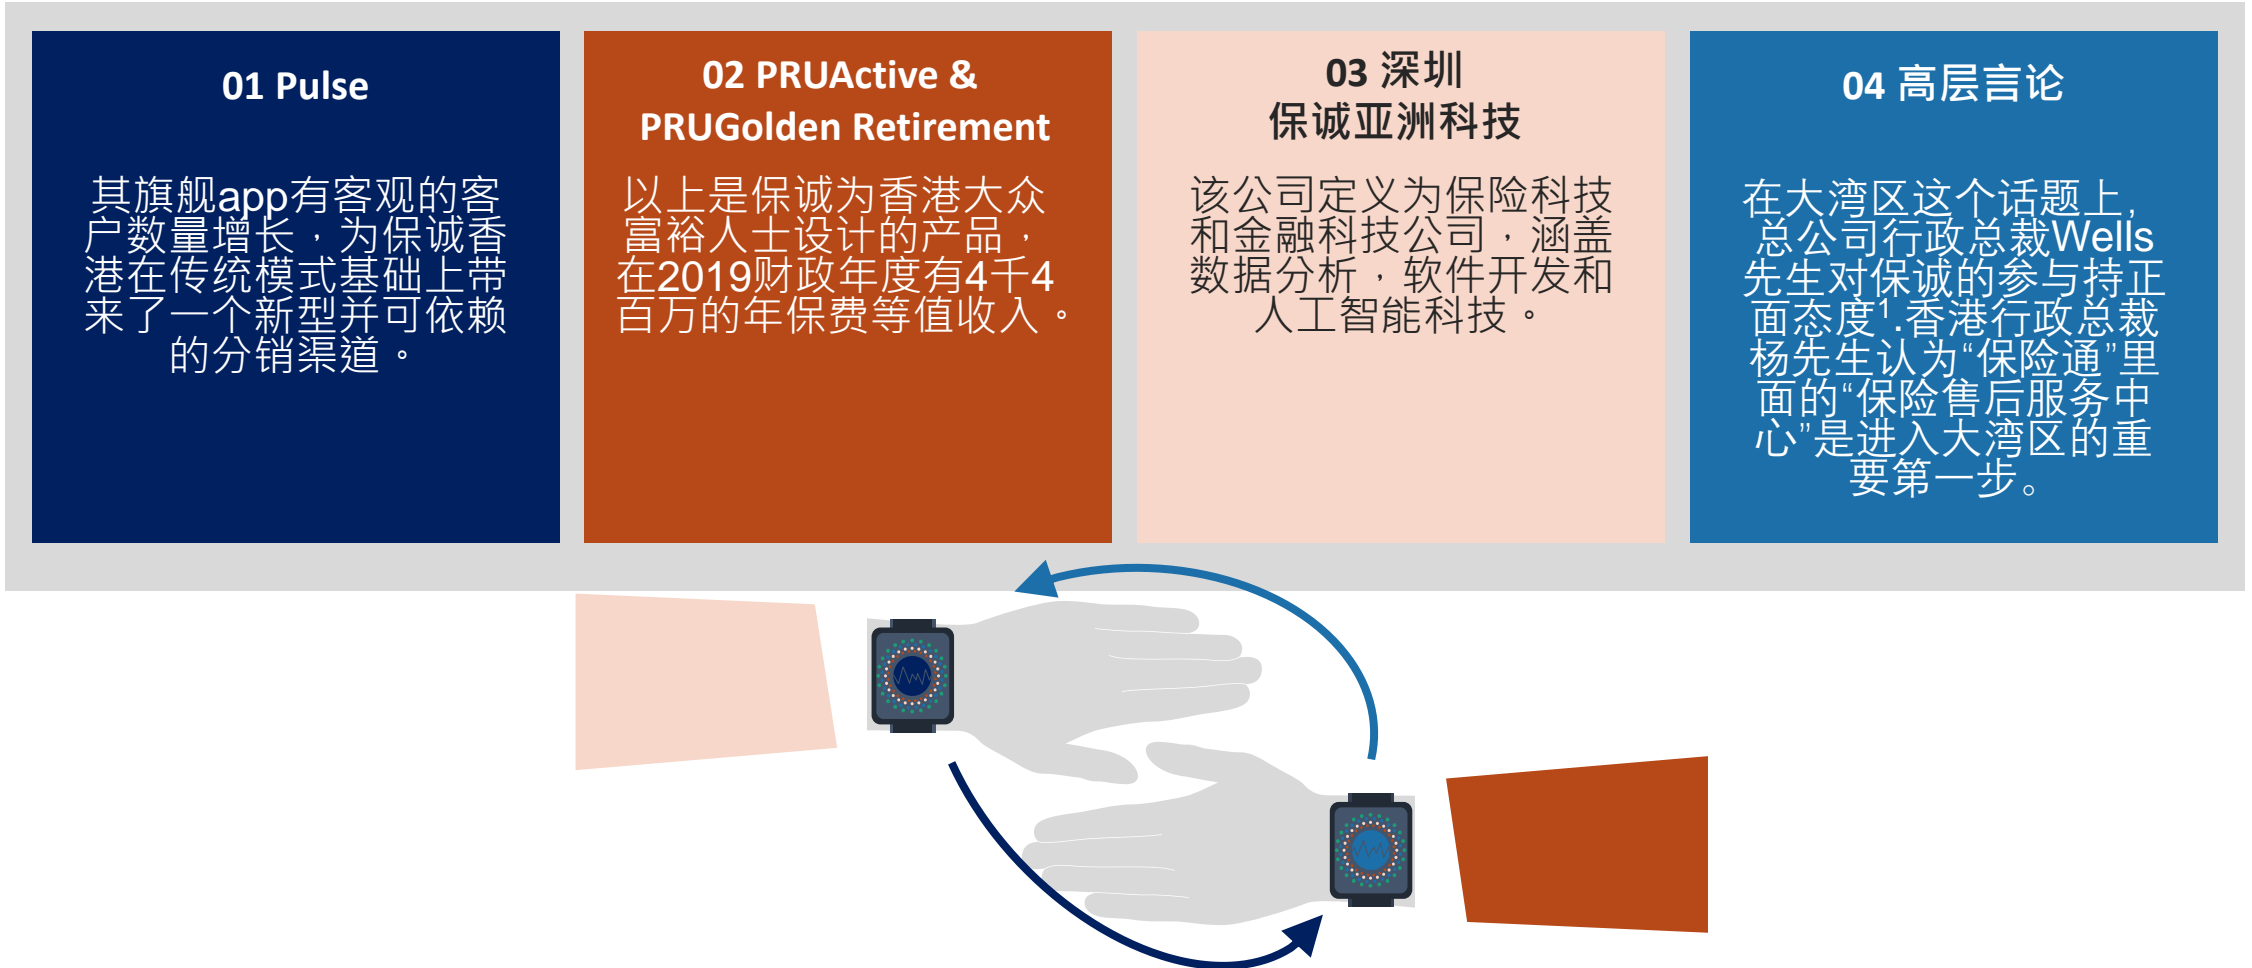 01 Pulse
其旗舰app有客观的客
户数量增长，为保诚香
港在传统模式基础上带
来了一个新型并可依赖
的分销渠道。
02 PRUActive &
PRUGolden Retirement
以上是保诚为香港大众
富裕人士设计的产品，
在2019财政年度有4千4
百万的年保费等值收入。
03 深圳
保诚亚洲科技
该公司定义为保险科技
和金融科技公司，涵盖
数据分析，软件开发和
人工智能科技。
04 高层言论
在大湾区这个话题上,
总公司行政总裁Wells
先生对保诚的参与持正
面态度¹.香港行政总裁
杨先生认为“保险通”里
面的“保险售后服务中
心”是进入大湾区的重
要第一步。